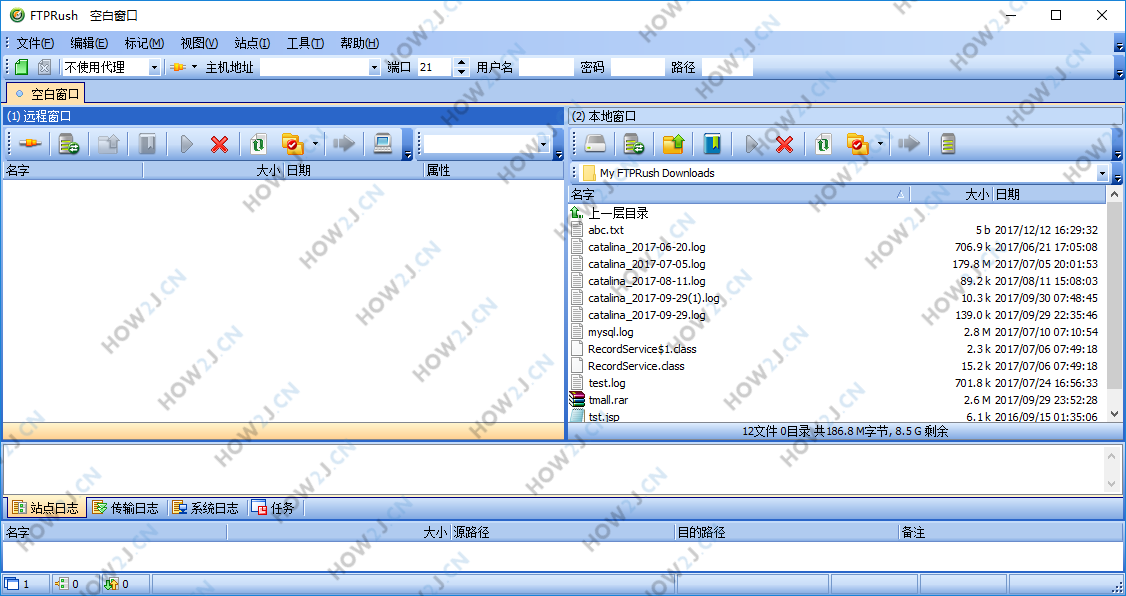 FTPRush 空白窗口
文件(F) 编辑(E) 标记(M) 视图(V) 站点(I) 工具(T) 帮助(H)
不使用代理 主机地址 端口 21 用户名 密码 路径
空白窗口
(1) 远程窗口
名字 大小 日期 属性
(2) 本地窗口
My FTPRush Downloads
名字 大小 日期
上一层目录
abc.txt 5 b 2017/12/12 16:29:32
catalina_2017-06-20.log 706.9 k 2017/06/21 17:05:08
catalina_2017-07-05.log 179.8 M 2017/07/05 20:01:53
catalina_2017-08-11.log 89.2 k 2017/08/11 15:08:03
catalina_2017-09-29(1).log 10.3 k 2017/09/30 07:48:45
catalina_2017-09-29.log 139.0 k 2017/09/29 22:35:46
mysql.log 2.8 M 2017/07/10 07:10:54
RecordService$1.class 2.3 k 2017/07/06 07:49:18
RecordService.class 15.2 k 2017/07/06 07:49:18
test.log 701.8 k 2017/07/24 16:56:33
tmall.rar 2.6 M 2017/09/29 23:52:28
tst.jsp 6.1 k 2016/09/15 01:35:06
12文件 0目录 共186.8 M字节, 8.5 G 剩余
站点日志 传输日志 系统日志 任务
名字 大小 源路径 目的路径 备注
1 0 0
HOW2J.CN